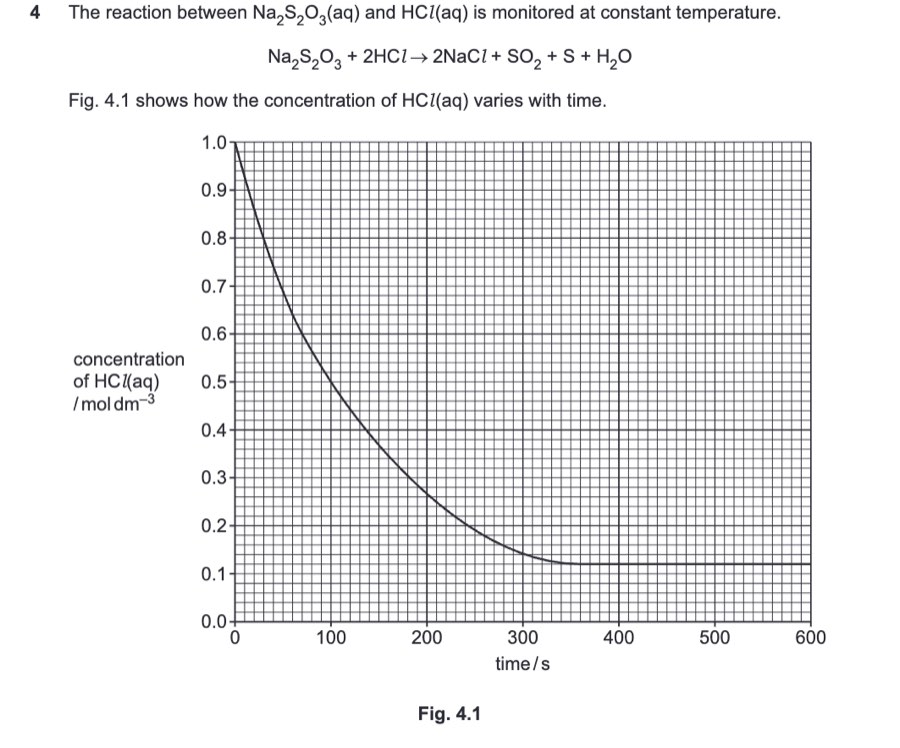 4 The reaction between Na₂S₂O₃(aq) and HCl(aq) is monitored at constant temperature.
Na₂S₂O₃ + 2HCl → 2NaCl + SO₂ + S + H₂O
Fig. 4.1 shows how the concentration of HCl(aq) varies with time.
1.0
0.9
0.8
0.7
0.6
concentration
of HCl(aq)
/mol dm⁻³
0.5
0.4
0.3
0.2
0.1
0.0
0 100 200 300 400 500 600
time/s
Fig. 4.1